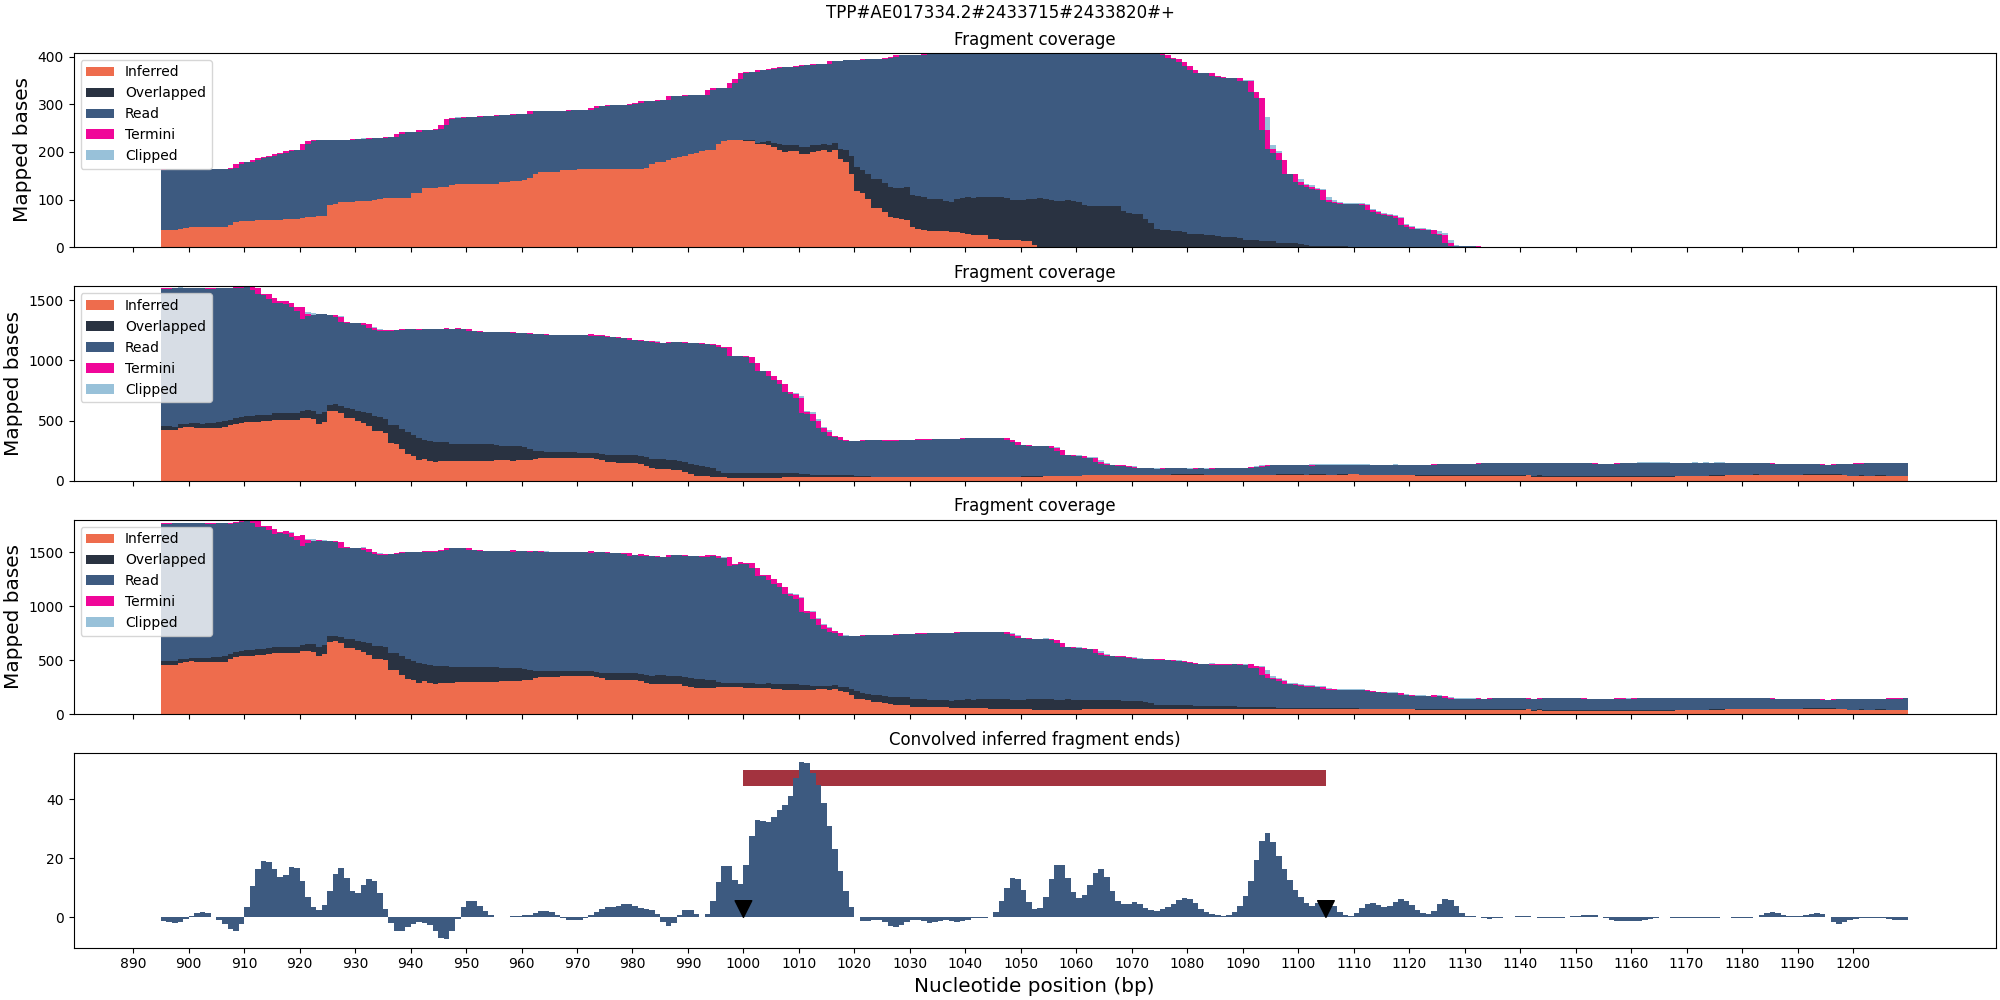 TPP#AE017334.2#2433715#2433820#+
Fragment coverage
Mapped bases
400
300
200
100
0
Inferred
Overlapped
Read
Termini
Clipped
Fragment coverage
Mapped bases
1500
1000
500
0
Inferred
Overlapped
Read
Termini
Clipped
Fragment coverage
Mapped bases
1500
1000
500
0
Inferred
Overlapped
Read
Termini
Clipped
Convolved inferred fragment ends)
40
20
0
890 900 910 920 930 940 950 960 970 980 990 1000 1010 1020 1030 1040 1050 1060 1070 1080 1090 1100 1110 1120 1130 1140 1150 1160 1170 1180 1190 1200
Nucleotide position (bp)